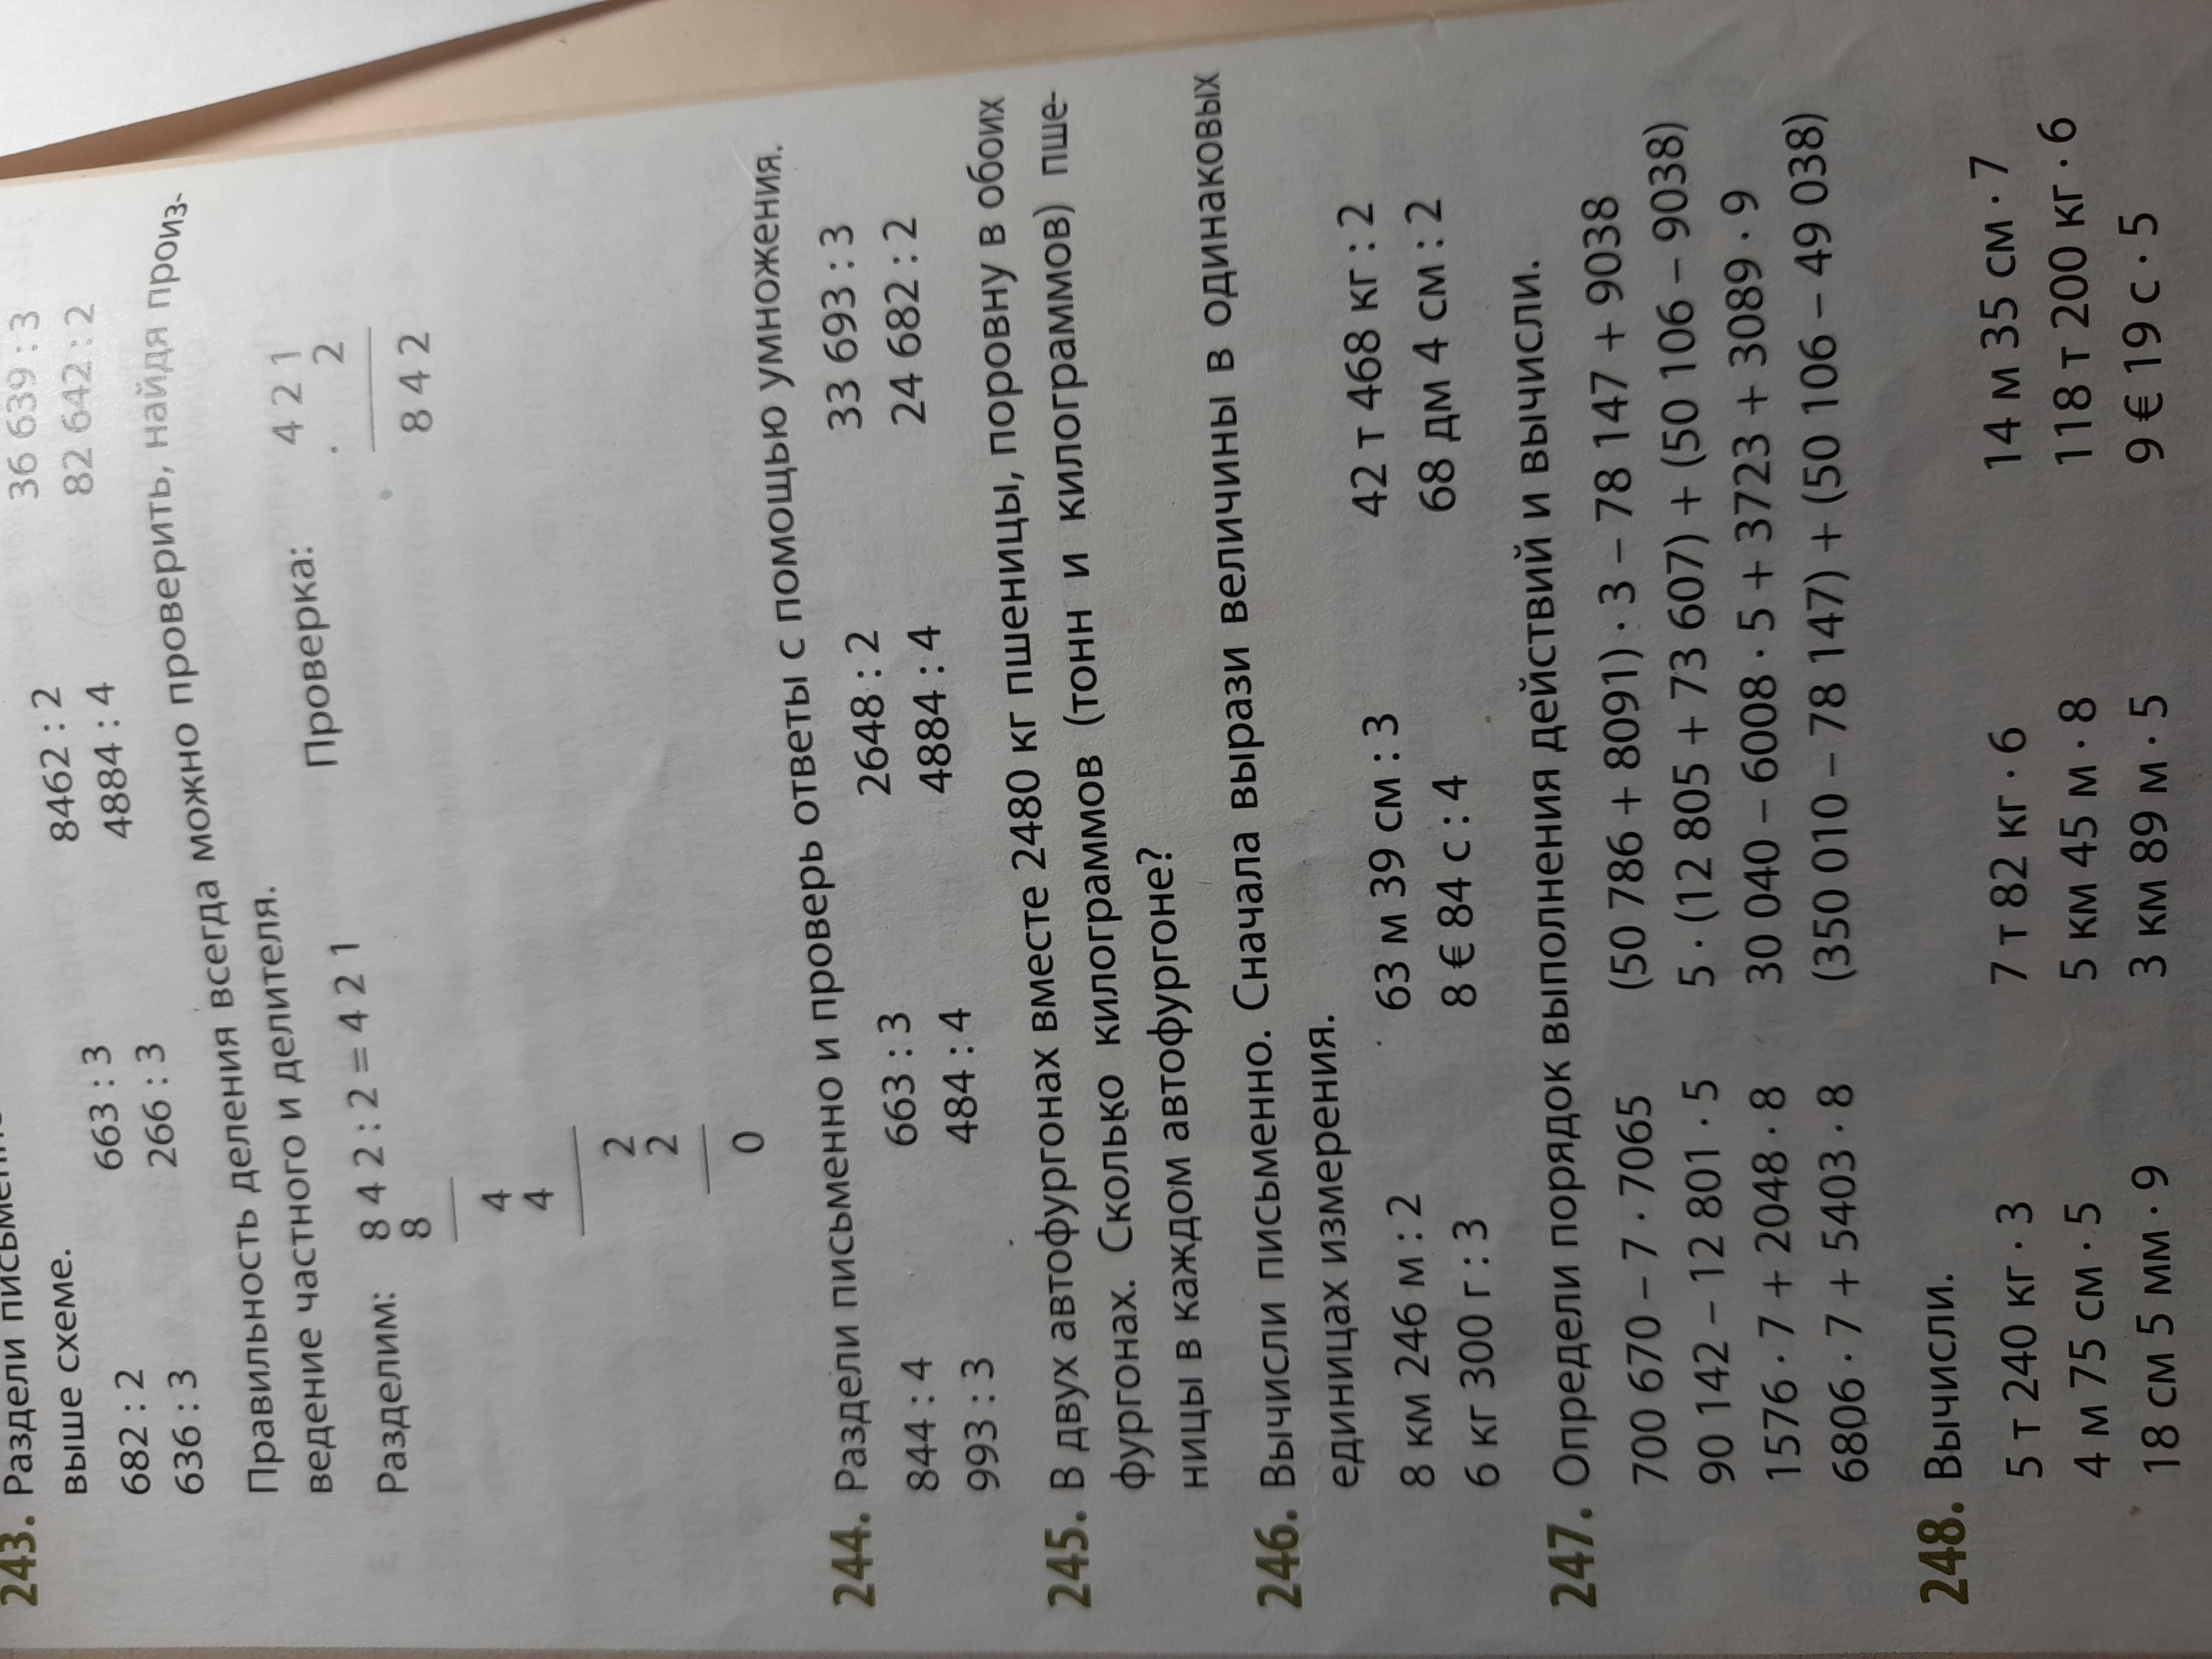 243. Раздели
выше схеме.
682 : 2 663 : 3 8462 : 2 36 639 : 3
636 : 3 266 : 3 4884 : 4 82 642 : 2
Правильность деления всегда можно проверить, найдя произ-
ведение частного и делителя.
Разделим: 8 4 2 : 2 = 4 2 1 Проверка: 4 2 1
8 · 2
4 8 4 2
4
2
2
0
244. Раздели письменно и проверь ответы с помощью умножения.
844 : 4 663 : 3 2648 : 2 33 693 : 3
993 : 3 484 : 4 4884 : 4 24 682 : 2
245. В двух автофургонах вместе 2480 кг пшеницы, поровну в обоих
фургонах. Сколько килограммов (тонн и килограммов) пше-
ницы в каждом автофургоне?
246. Вычисли письменно. Сначала вырази величины в одинаковых
единицах измерения.
8 км 246 м : 2 63 м 39 см : 3 42 т 468 кг : 2
6 кг 300 г : 3 8 € 84 с : 4 68 дм 4 см : 2
247. Определи порядок выполнения действий и вычисли.
700 670 – 7 · 7065 (50 786 + 8091) · 3 – 78 147 + 9038
90 142 – 12 801 · 5 5 · (12 805 + 73 607) + (50 106 – 9038)
1576 · 7 + 2048 · 8 30 040 – 6008 · 5 + 3723 + 3089 · 9
6806 · 7 + 5403 · 8 (350 010 – 78 147) + (50 106 – 49 038)
248. Вычисли.
5 т 240 кг · 3 7 т 82 кг · 6 14 м 35 см · 7
4 м 75 см · 5 5 км 45 м · 8 118 т 200 кг · 6
18 см 5 мм · 9 3 км 89 м · 5 9 € 19 с · 5